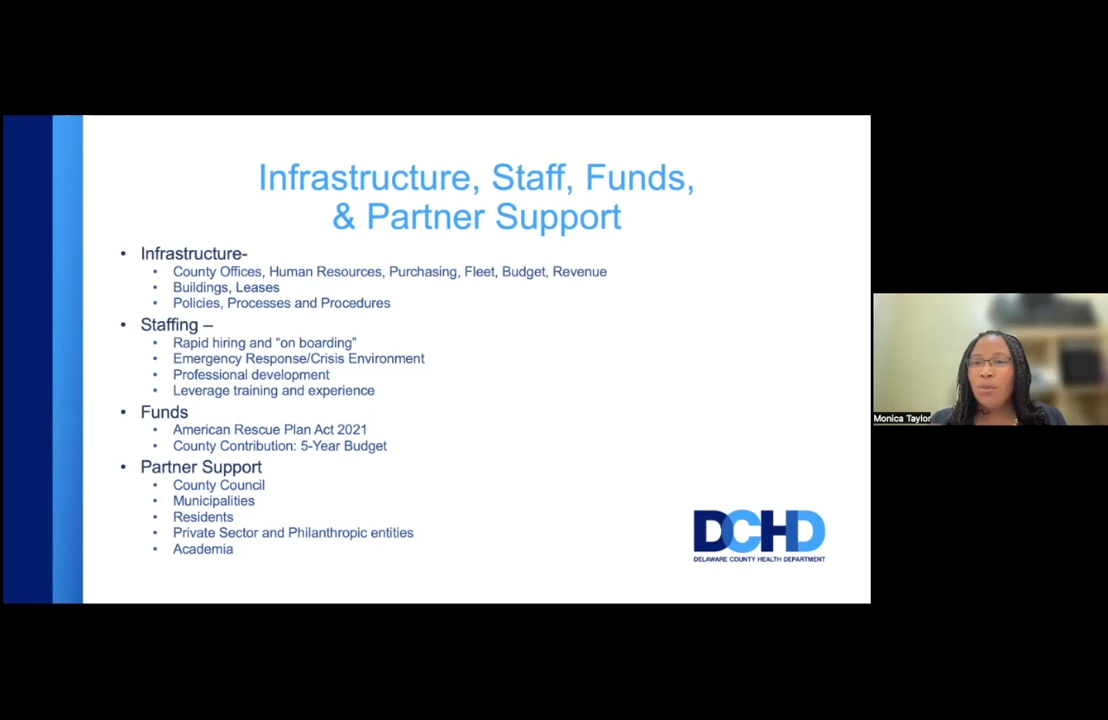 Infrastructure, Staff, Funds,
& Partner Support
• Infrastructure-
• County Offices, Human Resources, Purchasing, Fleet, Budget, Revenue
• Buildings, Leases
• Policies, Processes and Procedures
• Staffing –
• Rapid hiring and “on boarding”
• Emergency Response/Crisis Environment
• Professional development
• Leverage training and experience
• Funds
• American Rescue Plan Act 2021
• County Contribution: 5-Year Budget
• Partner Support
• County Council
• Municipalities
• Residents
• Private Sector and Philanthropic entities
• Academia
DCHD
DELAWARE COUNTY HEALTH DEPARTMENT
Monica Taylor